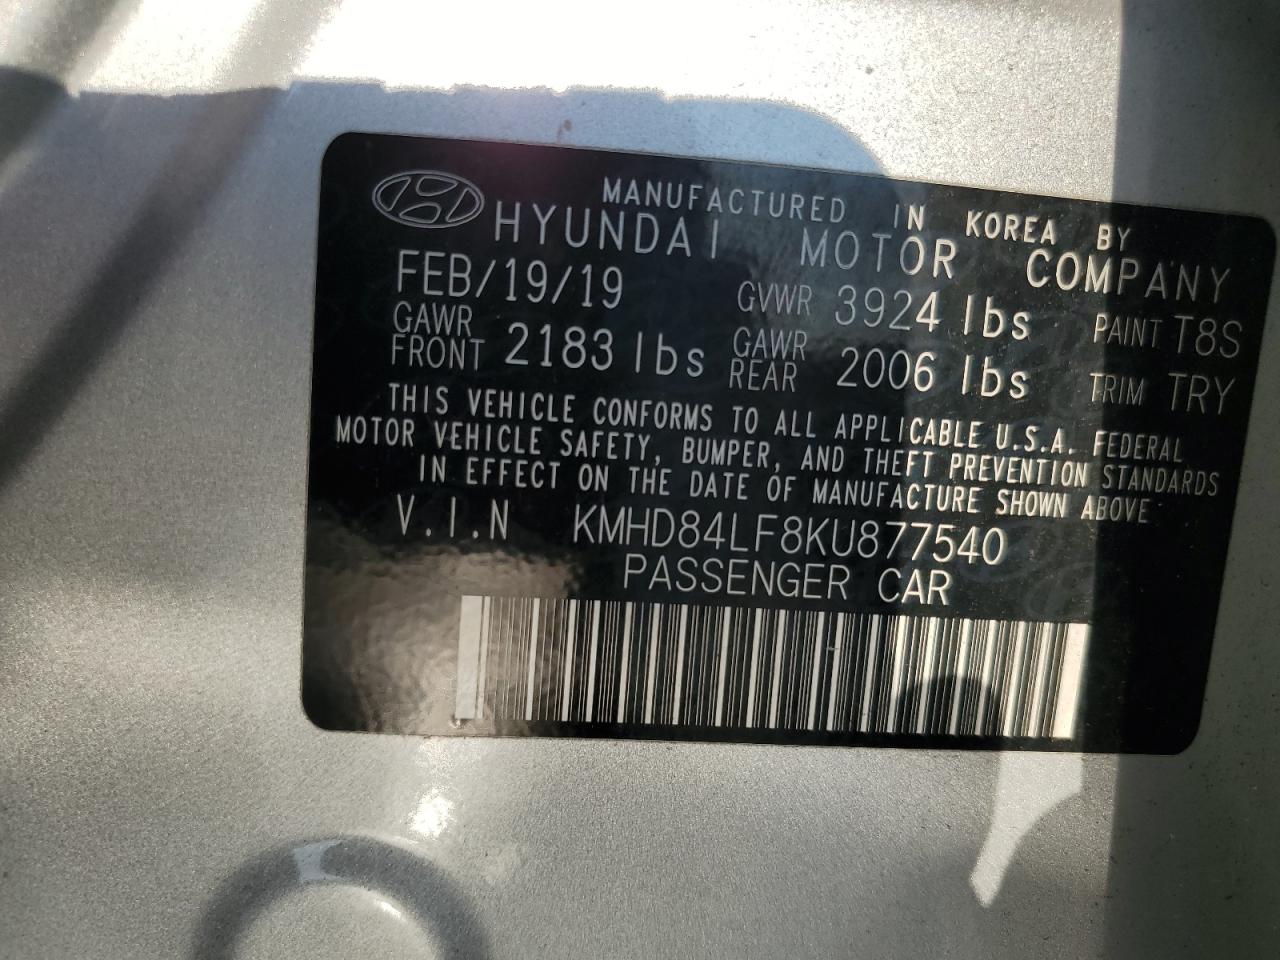 MANUFACTURED IN KOREA BY
HYUNDAI MOTOR COMPANY
FEB/19/19 GVWR 3924 lbs PAINT T8S
GAWR FRONT 2183 lbs GAWR REAR 2006 lbs TRIM TRY
THIS VEHICLE CONFORMS TO ALL APPLICABLE U.S.A. FEDERAL
MOTOR VEHICLE SAFETY, BUMPER, AND THEFT PREVENTION STANDARDS
IN EFFECT ON THE DATE OF MANUFACTURE SHOWN ABOVE
V.I.N KMHD84LF8KU877540
PASSENGER CAR